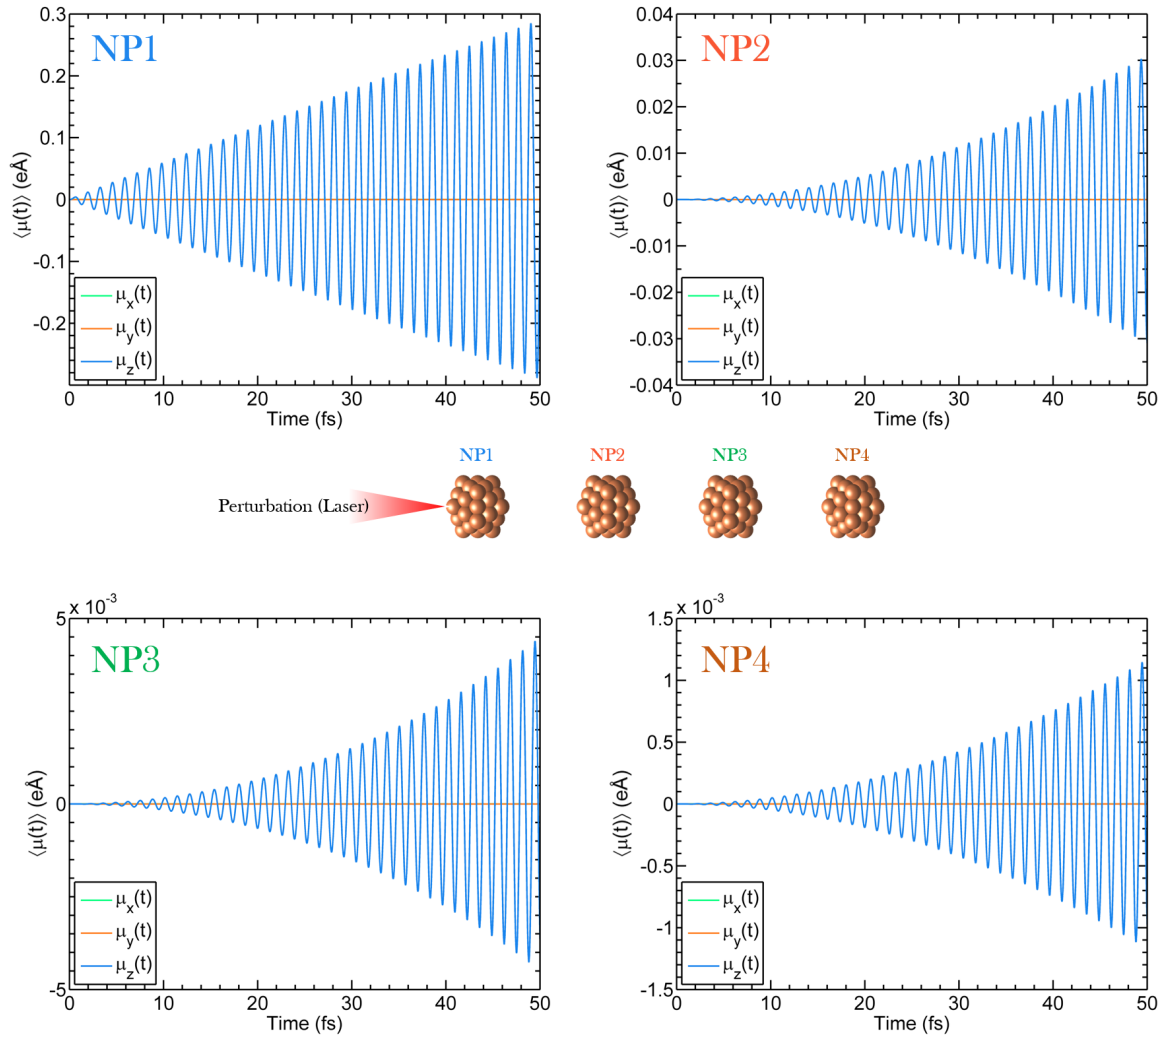 NP1
0.3
0.2
0.1
0
-0.1
-0.2
⟨μ(t)⟩ (eÅ)
μx(t)
μy(t)
μz(t)
0 10 20 30 40 50
Time (fs)
NP2
0.04
0.03
0.02
0.01
0
-0.01
-0.02
-0.03
-0.04
⟨μ(t)⟩ (eÅ)
μx(t)
μy(t)
μz(t)
0 10 20 30 40 50
Time (fs)
NP1 NP2 NP3 NP4
Perturbation (Laser)
NP3
x 10⁻³
5
0
-5
⟨μ(t)⟩ (eÅ)
μx(t)
μy(t)
μz(t)
0 10 20 30 40 50
Time (fs)
NP4
x 10⁻³
1.5
1
0.5
0
-0.5
-1
-1.5
⟨μ(t)⟩ (eÅ)
μx(t)
μy(t)
μz(t)
0 10 20 30 40 50
Time (fs)